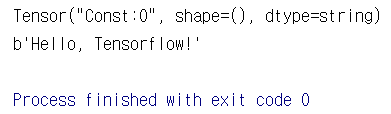 Tensor("Const:0", shape=(), dtype=string)
b'Hello, Tensorflow!'
Process finished with exit code 0